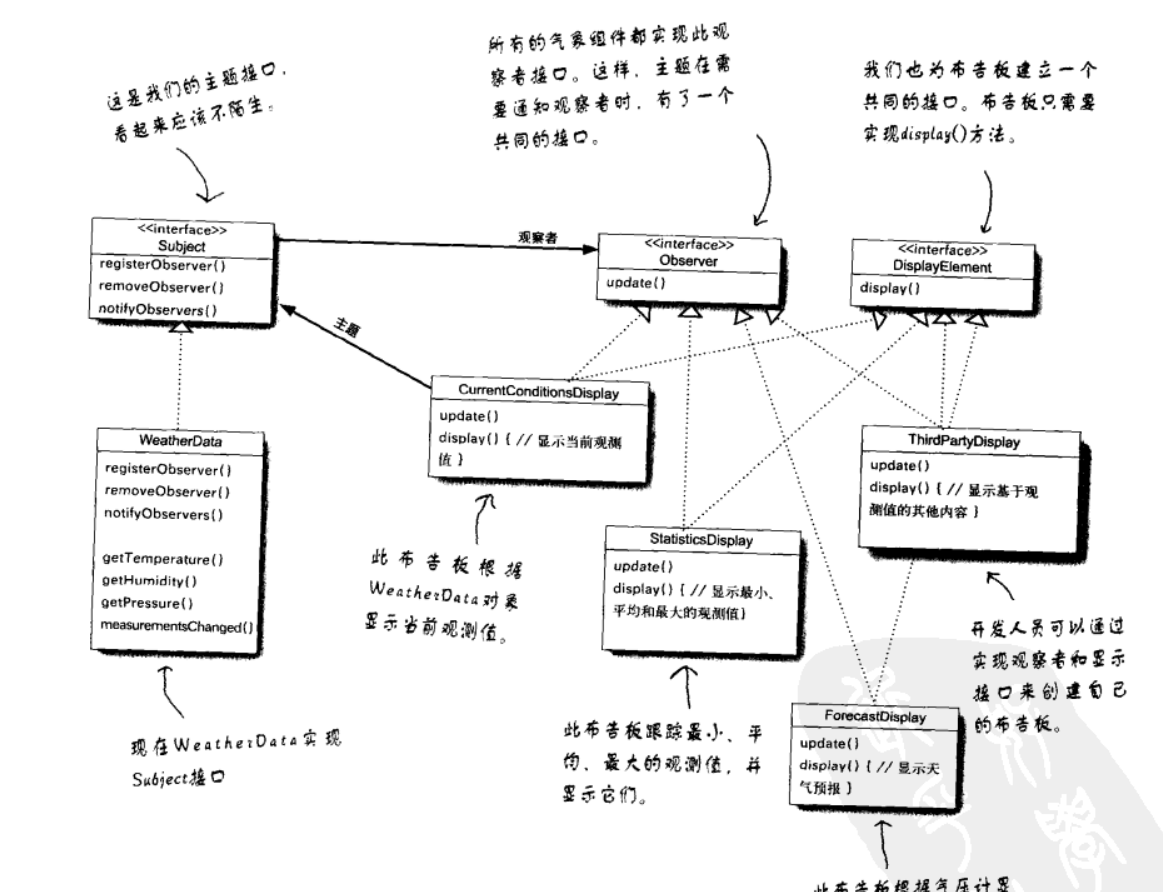 这是我们的主题接口，
看起来应该不陌生。
所有的气象组件都实现此观
察者接口。这样，主题在需
要通知观察者时，有了一个
共同的接口。
我们也为布告板建立一个
共同的接口。布告板只需要
实现display()方法。
<<interface>>
Subject
registerObserver()
removeObserver()
notifyObservers()
观察者
<<interface>>
Observer
update()
<<interface>>
DisplayElement
display()
主题
CurrentConditionsDisplay
update()
display() { // 显示当前观测
值 }
WeatherData
registerObserver()
removeObserver()
notifyObservers()
getTemperature()
getHumidity()
getPressure()
measurementsChanged()
ThirdPartyDisplay
update()
display() { // 显示基于观
测值的其他内容 }
StatisticsDisplay
update()
display() { // 显示最小、
平均和最大的观测值}
此布告板根据
WeatherData对象
显示当前观测值。
开发人员可以通过
实现观察者和显示
接口来创建自己
的布告板。
现在WeatherData实现
Subject接口
此布告板跟踪最小、平
均、最大的观测值，并
显示它们。
ForecastDisplay
update()
display() { // 显示天
气预报 }
此布告板根据气压计显